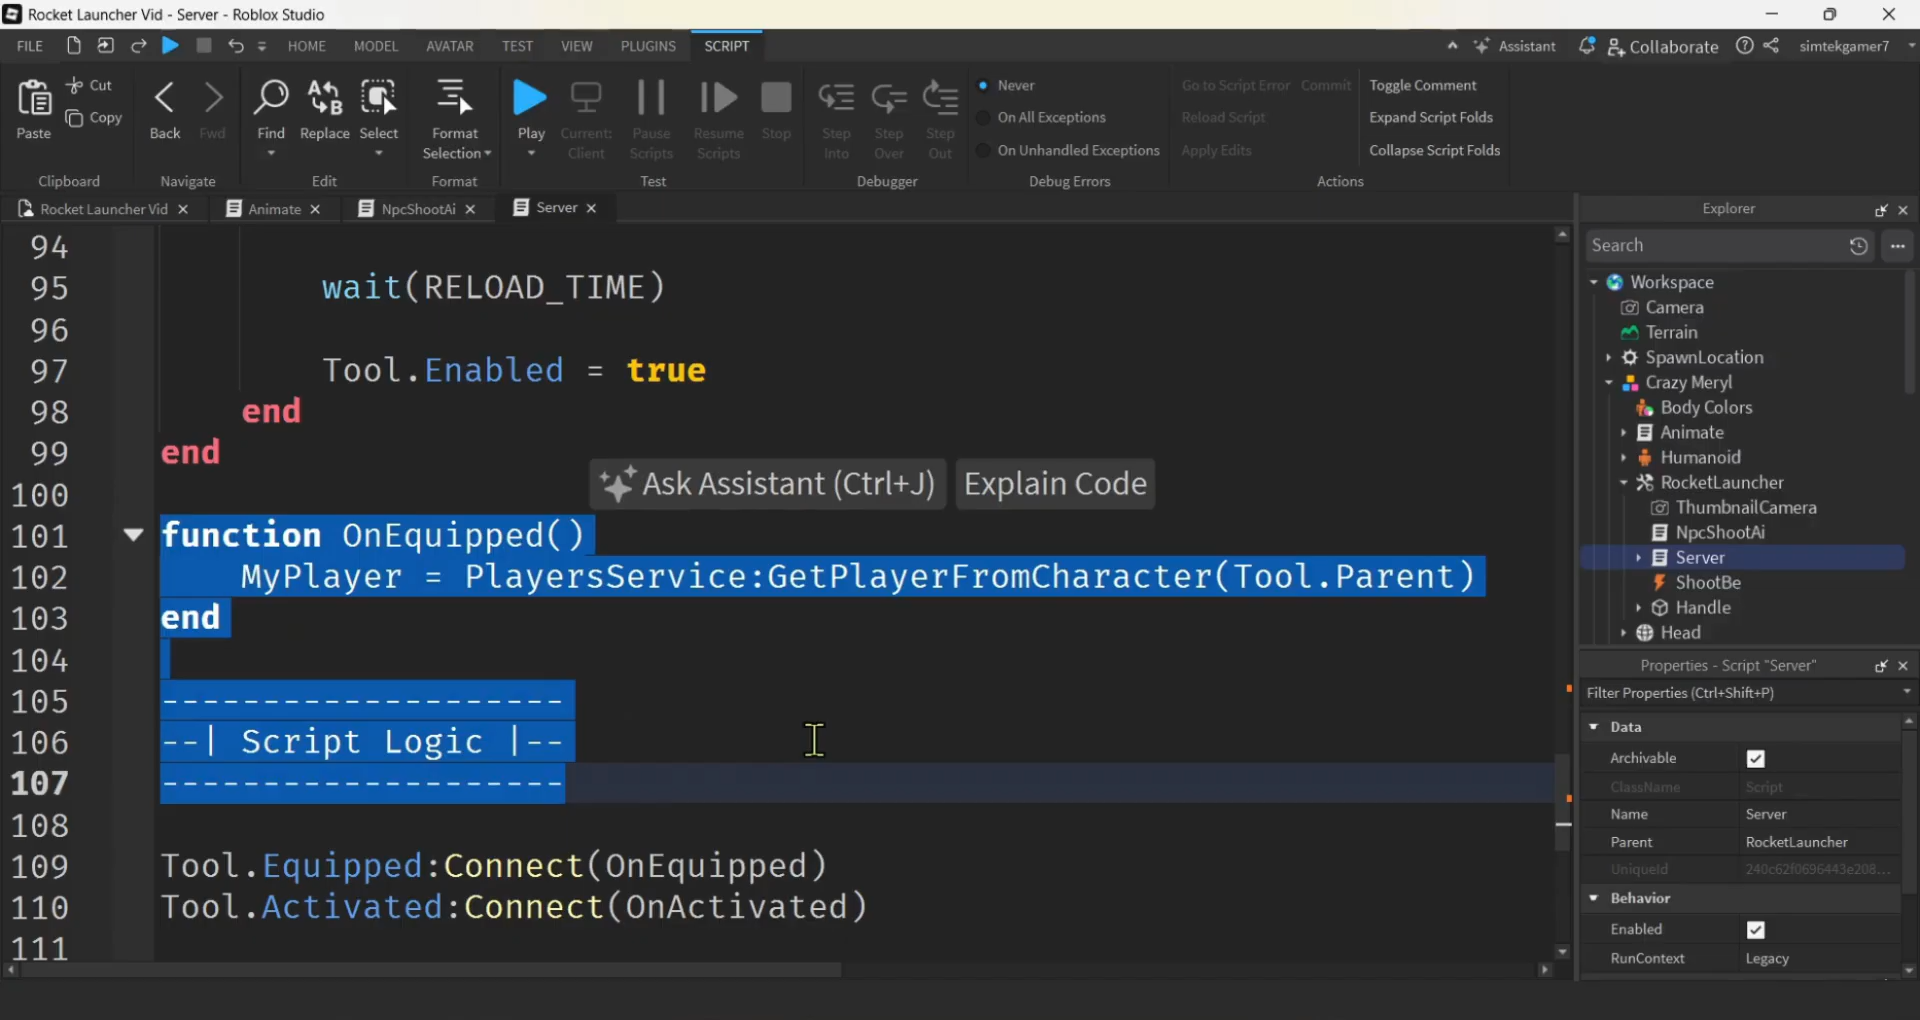 Rocket Launcher Vid - Server - Roblox Studio
FILE HOME MODEL AVATAR TEST VIEW PLUGINS SCRIPT Assistant Collaborate simtekgamer7
Paste
Cut
Copy
Clipboard
Back
Fwd
Navigate
Find
Replace
Select
Edit
Format
Selection
Format
Play
Current:
Client
Pause
Scripts
Resume
Scripts
Stop
Test
Step
Into
Step
Over
Step
Out
Debugger
Never
On All Exceptions
On Unhandled Exceptions
Debug Errors
Go to Script Error Commit
Reload Script
Apply Edits
Toggle Comment
Expand Script Folds
Collapse Script Folds
Actions
Rocket Launcher Vid Animate NpcShootAi Server
94
95 wait(RELOAD_TIME)
96
97 Tool.Enabled = true
98 end
99 end
Ask Assistant (Ctrl+J) Explain Code
100
101 function OnEquipped()
102 MyPlayer = PlayersService:GetPlayerFromCharacter(Tool.Parent)
103 end
104
105 --------------------
106 --| Script Logic |--
107 --------------------
108
109 Tool.Equipped:Connect(OnEquipped)
110 Tool.Activated:Connect(OnActivated)
111
Explorer
Search
Workspace
Camera
Terrain
SpawnLocation
Crazy Meryl
Body Colors
Animate
Humanoid
RocketLauncher
ThumbnailCamera
NpcShootAi
Server
ShootBe
Handle
Head
Properties - Script "Server"
Filter Properties (Ctrl+Shift+P)
Data
Archivable
ClassName Script
Name Server
Parent RocketLauncher
UniqueId 240c62f0696443e208...
Behavior
Enabled
RunContext Legacy